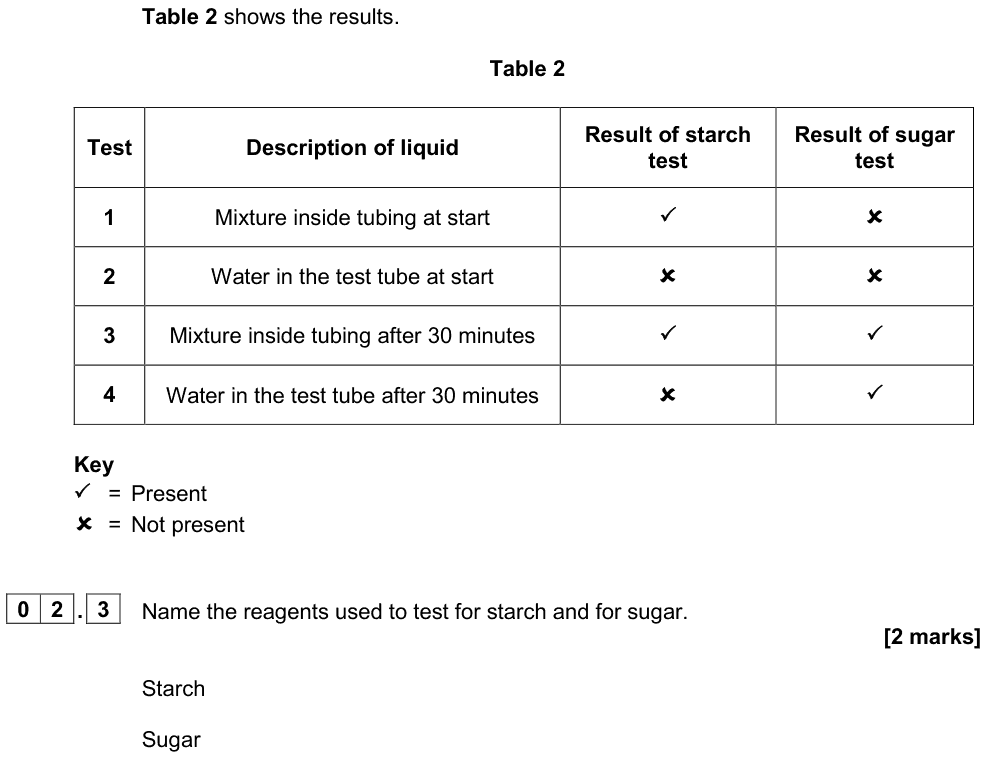 Table 2 shows the results.
Table 2
Test Description of liquid Result of starch test Result of sugar test
1 Mixture inside tubing at start ✓ ✘
2 Water in the test tube at start ✘ ✘
3 Mixture inside tubing after 30 minutes ✓ ✓
4 Water in the test tube after 30 minutes ✘ ✓
Key
✓ = Present
✘ = Not present
0 2 . 3 Name the reagents used to test for starch and for sugar.
[2 marks]
Starch
Sugar